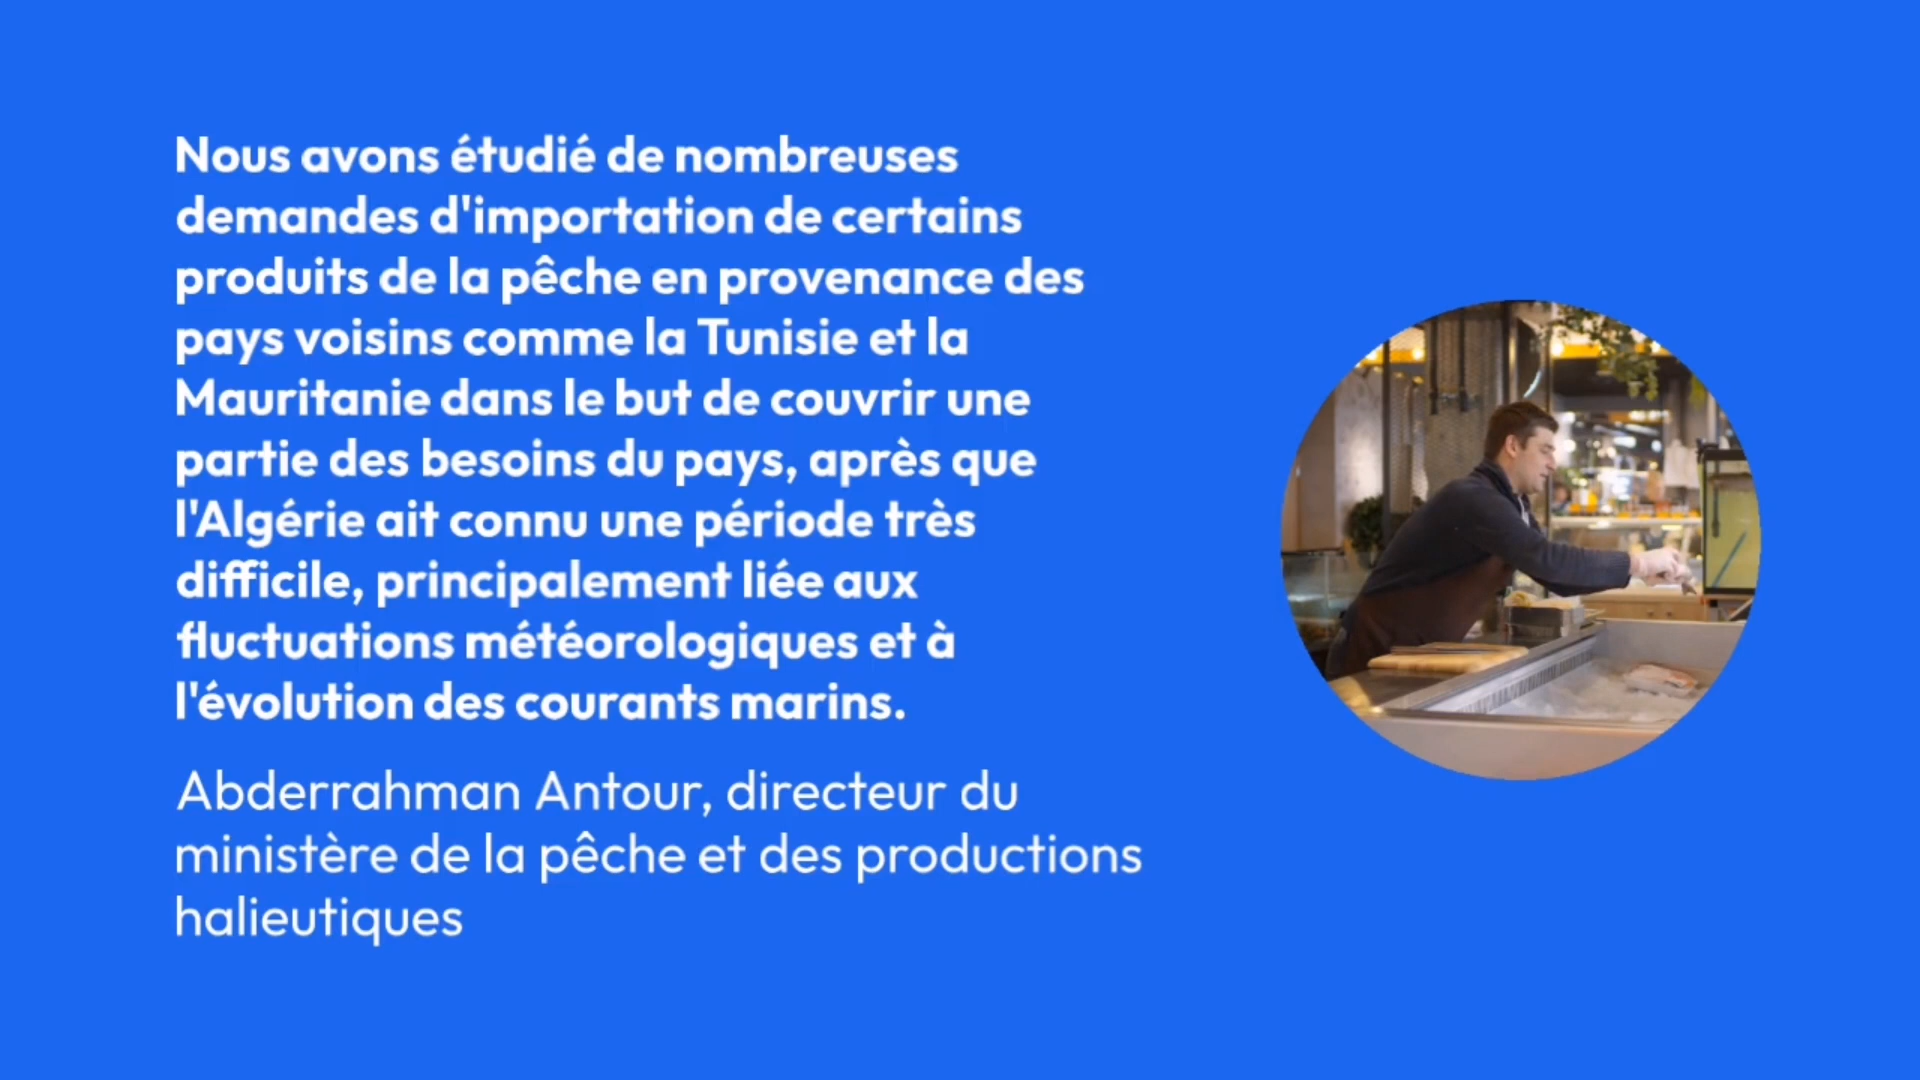 Nous avons étudié de nombreuses
demandes d'importation de certains
produits de la pêche en provenance des
pays voisins comme la Tunisie et la
Mauritanie dans le but de couvrir une
partie des besoins du pays, après que
l'Algérie ait connu une période très
difficile, principalement liée aux
fluctuations météorologiques et à
l'évolution des courants marins.
Abderrahman Antour, directeur du
ministère de la pêche et des productions
halieutiques